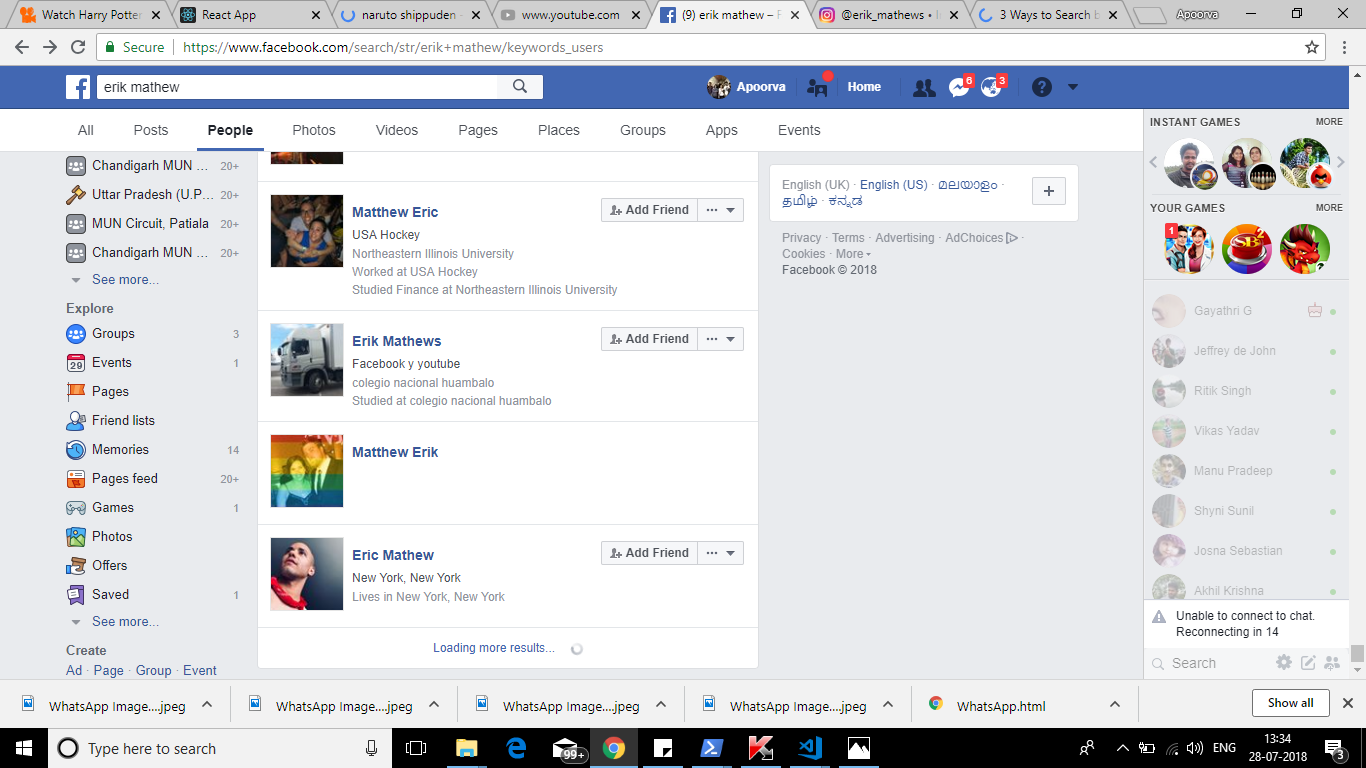 Watch Harry Potter
React App
naruto shippuden -
www.youtube.com
(9) erik mathew – F
@erik_mathews • I
3 Ways to Search b
Apoorva
Secure
https://www.facebook.com/search/str/erik+mathew/keywords_users
erik mathew
Apoorva
Home
6
3
All
Posts
People
Photos
Videos
Pages
Places
Groups
Apps
Events
Chandigarh MUN ... 20+
Uttar Pradesh (U.P... 20+
MUN Circuit, Patiala 20+
Chandigarh MUN ... 20+
See more...
Explore
Groups 3
29
Events 1
Pages
Friend lists
Memories 14
Pages feed 20+
Games 1
Photos
Offers
Saved 1
See more...
Create
Ad · Page · Group · Event
Matthew Eric
Add Friend
USA Hockey
Northeastern Illinois University
Worked at USA Hockey
Studied Finance at Northeastern Illinois University
Erik Mathews
Add Friend
Facebook y youtube
colegio nacional huambalo
Studied at colegio nacional huambalo
Matthew Erik
Eric Mathew
Add Friend
New York, New York
Lives in New York, New York
Loading more results...
English (UK) · English (US) · മലയാളം ·
தமிழ் · ಕನ್ನಡ
Privacy · Terms · Advertising · AdChoices ·
Cookies · More
Facebook © 2018
INSTANT GAMES MORE
YOUR GAMES MORE
1
SB2
Gayathri G
Jeffrey de John
Ritik Singh
Vikas Yadav
Manu Pradeep
Shyni Sunil
Josna Sebastian
Akhil Krishna
Unable to connect to chat.
Reconnecting in 14
Search
WhatsApp Image....jpeg
WhatsApp Image....jpeg
WhatsApp Image....jpeg
WhatsApp Image....jpeg
WhatsApp.html
Show all
Type here to search
99+
ENG
13:34
28-07-2018
3